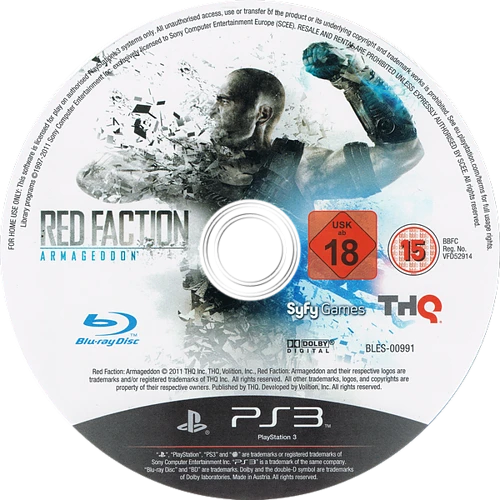 FOR HOME USE ONLY: This software is licensed for play on authorised PlayStation®3 systems only. All unauthorised access, use or transfer of the product or its underlying copyright and trademark works is prohibited. See eu.playstation.com/terms for full usage rights.
Library programs ©1997-2011 Sony Computer Entertainment Inc. exclusively licensed to Sony Computer Entertainment Europe (SCEE). RESALE AND RENTAL ARE PROHIBITED UNLESS EXPRESSLY AUTHORISED BY SCEE.
RED FACTION
ARMAGEDDON™
USK
ab
18
15
BBFC
Reg. No.
VFD52914
Syfy Games
THQ
Blu-ray Disc
DOLBY
DIGITAL
BLES-00991
Red Faction: Armageddon © 2011 THQ Inc. THQ, Volition, Inc., Red Faction: Armageddon and their respective logos are
trademarks and/or registered trademarks of THQ Inc. All rights reserved. All other trademarks, logos, and copyrights are
property of their respective owners. Published by THQ. Developed by Volition, Inc. All rights reserved.
PS3™
PlayStation 3
", "PlayStation", "PS3" and "" are trademarks or registered trademarks of
Sony Computer Entertainment Inc. "PS3" is a trademark of the same company.
"Blu-ray Disc" and "BD" are trademarks. Dolby and the double-D symbol are trademarks
of Dolby laboratories. Made in Austria. All rights reserved.